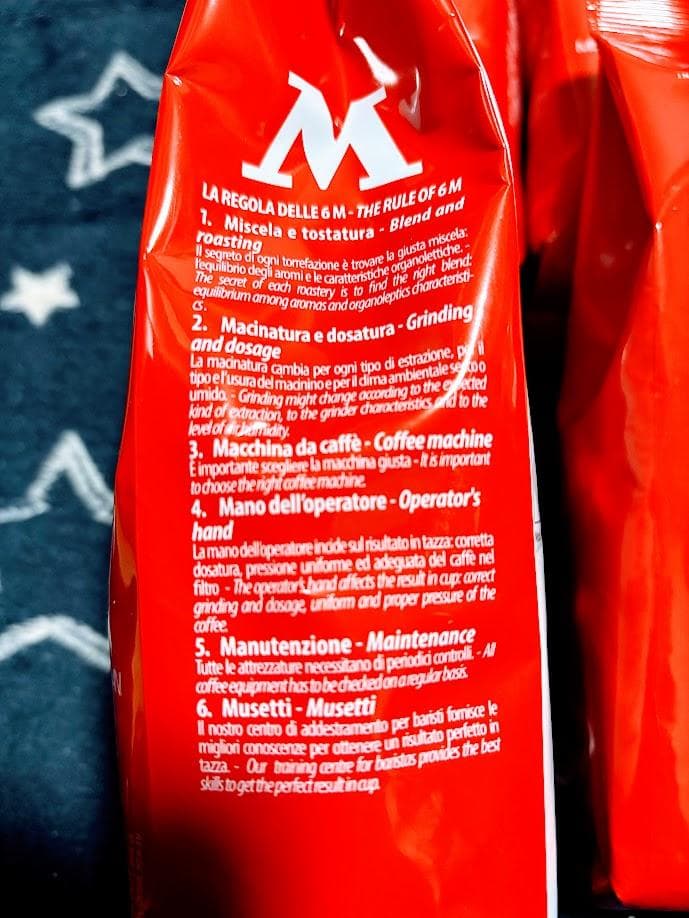 M
LA REGOLA DELLE 6 M - THE RULE OF 6 M
1. Miscela e tostatura - Blend and
roasting
Il segreto di ogni torrefazione è trovare la giusta miscela:
l'equilibrio degli aromi e le caratteristiche organolettiche. -
The secret of each roastery is to find the right blend:
equilibrium among aromas and organoleptics characteristi-
cs.
2. Macinatura e dosatura - Grinding
and dosage
La macinatura cambia per ogni tipo di estrazione, per il
tipo e l'usura del macinino e per il clima ambientale secco o
umido. - Grinding might change according to the expected
kind of extraction, to the grinder characteristics and to the
level of air humidity.
3. Macchina da caffè - Coffee machine
È importante scegliere la macchina giusta - It is important
to choose the right coffee machine.
4. Mano dell'operatore - Operator's
hand
La mano dell'operatore incide sul risultato in tazza: corretta
dosatura, pressione uniforme ed adeguata del caffè nel
filtro - The operator's hand affects the result in cup: correct
grinding and dosage, uniform and proper pressure of the
coffee.
5. Manutenzione - Maintenance
Tutte le attrezzature necessitano di periodici controlli. - All
coffee equipment has to be checked on a regular basis.
6. Musetti - Musetti
Il nostro centro di addestramento per baristi fornisce le
migliori conoscenze per ottenere un risultato perfetto in
tazza. - Our training centre for baristas provides the best
skills to get the perfect result in cup.